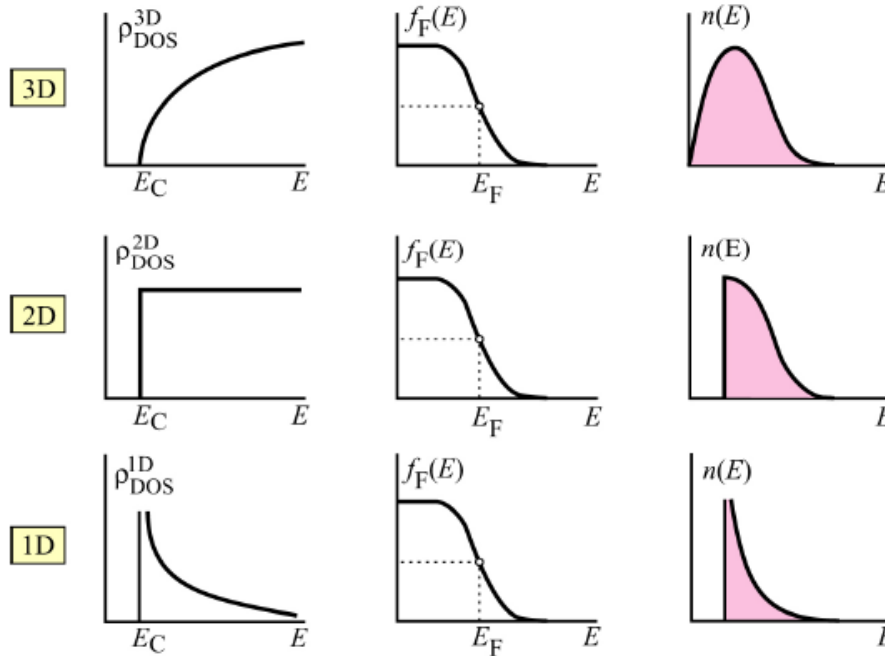 ρ_DOS^3D
f_F(E)
n(E)
3D
E_C E
E_F E
E
ρ_DOS^2D
f_F(E)
n(E)
2D
E_C E
E_F E
E
ρ_DOS^1D
f_F(E)
n(E)
1D
E_C E
E_F E
E